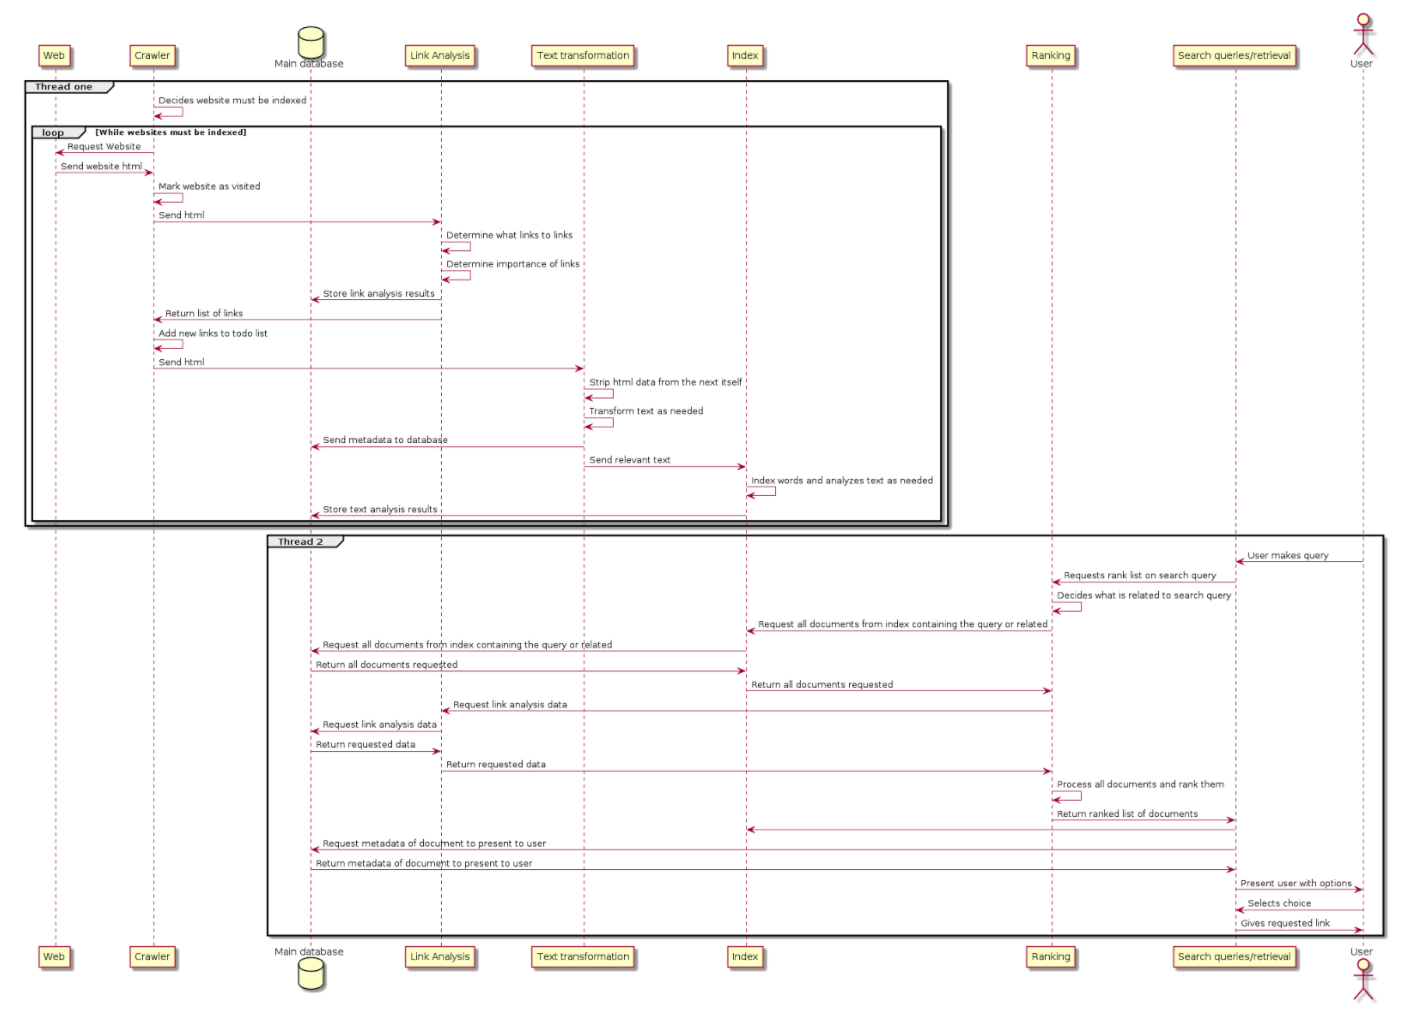 Web
Crawler
Main database
Link Analysis
Text transformation
Index
Ranking
Search queries/retrieval
User
Thread one
Decides website must be indexed
loop [While websites must be indexed]
Request Website
Send website html
Mark website as visited
Send html
Determine what links to links
Determine importance of links
Store link analysis results
Return list of links
Add new links to todo list
Send html
Strip html data from the next itself
Transform text as needed
Send metadata to database
Send relevant text
Index words and analyzes text as needed
Store text analysis results
Thread 2
User makes query
Requests rank list on search query
Decides what is related to search query
Request all documents from index containing the query or related
Request all documents from index containing the query or related
Return all documents requested
Return all documents requested
Request link analysis data
Request link analysis data
Return requested data
Return requested data
Process all documents and rank them
Return ranked list of documents
Request metadata of document to present to user
Return metadata of document to present to user
Present user with options
Selects choice
Gives requested link
Web
Crawler
Main database
Link Analysis
Text transformation
Index
Ranking
Search queries/retrieval
User